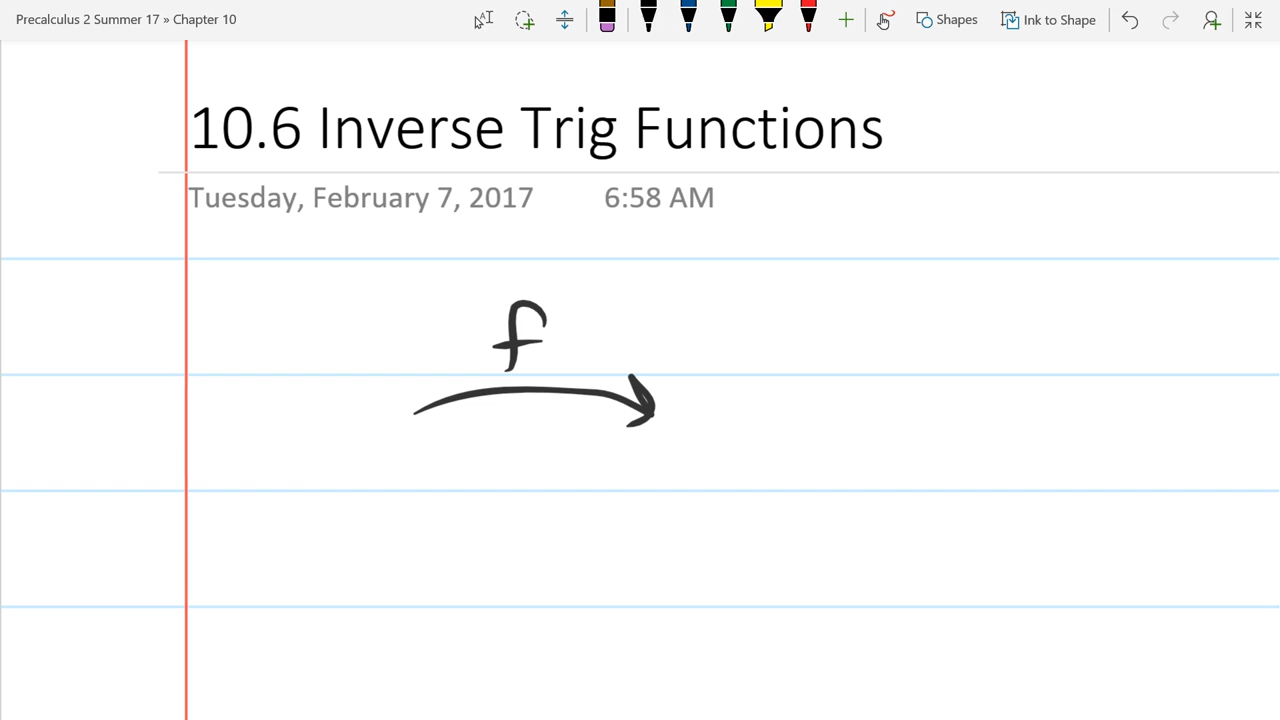 Precalculus 2 Summer 17 » Chapter 10
Shapes
Ink to Shape
10.6 Inverse Trig Functions
Tuesday, February 7, 2017 6:58 AM
f